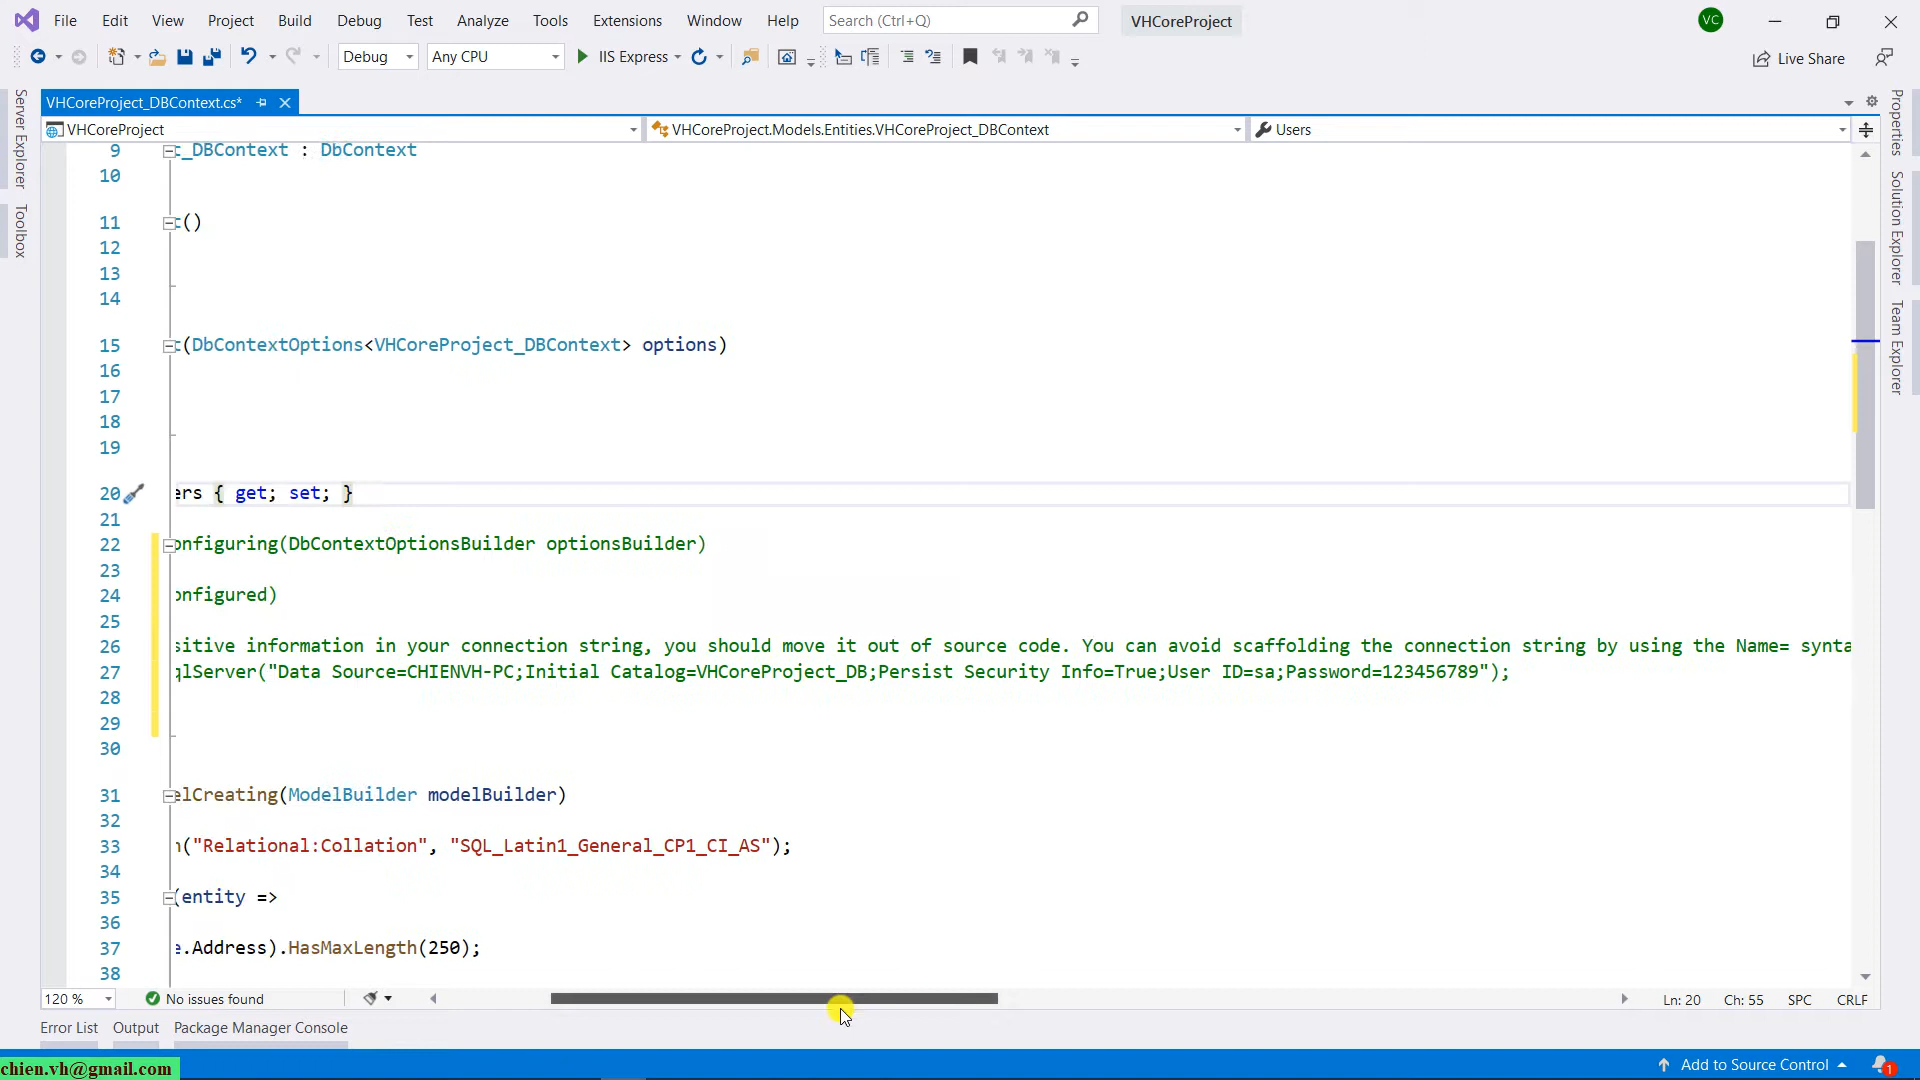 File Edit View Project Build Debug Test Analyze Tools Extensions Window Help Search (Ctrl+Q) VHCoreProject VC
Debug Any CPU IIS Express Live Share
VHCoreProject_DBContext.cs*
VHCoreProject VHCoreProject.Models.Entities.VHCoreProject_DBContext Users
Server Explorer
Toolbox
Properties
Solution Explorer
Team Explorer
9 t_DBContext : DbContext
10
11 t()
12
13
14
15 t(DbContextOptions<VHCoreProject_DBContext> options)
16
17
18
19
20 ers { get; set; }
21
22 onfiguring(DbContextOptionsBuilder optionsBuilder)
23
24 onfigured)
25
26 sitive information in your connection string, you should move it out of source code. You can avoid scaffolding the connection string by using the Name= synta
27 qlServer("Data Source=CHIENVH-PC;Initial Catalog=VHCoreProject_DB;Persist Security Info=True;User ID=sa;Password=123456789");
28
29
30
31 elCreating(ModelBuilder modelBuilder)
32
33 n("Relational:Collation", "SQL_Latin1_General_CP1_CI_AS");
34
35 (entity =>
36
37 e.Address).HasMaxLength(250);
38
120 % No issues found Ln: 20 Ch: 55 SPC CRLF
Error List Output Package Manager Console
chien.vh@gmail.com Add to Source Control 1